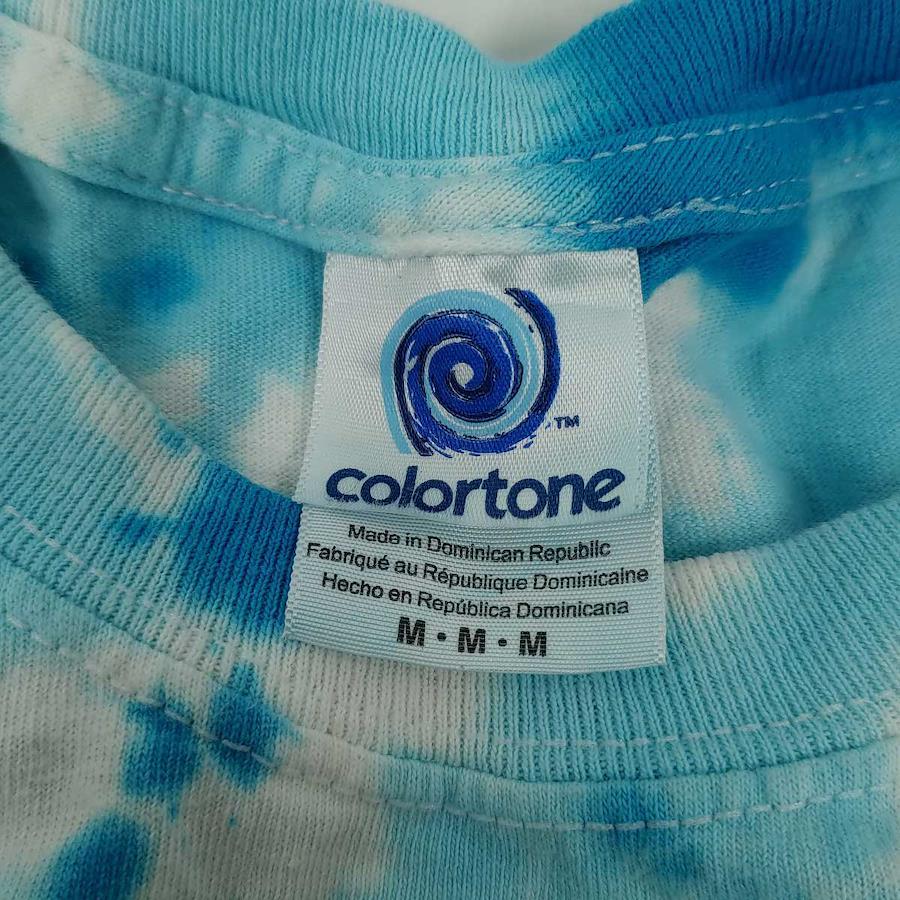 TM
colortone
Made in Dominican Republic
Fabriqué au République Dominicaine
Hecho en República Dominicana
M • M • M